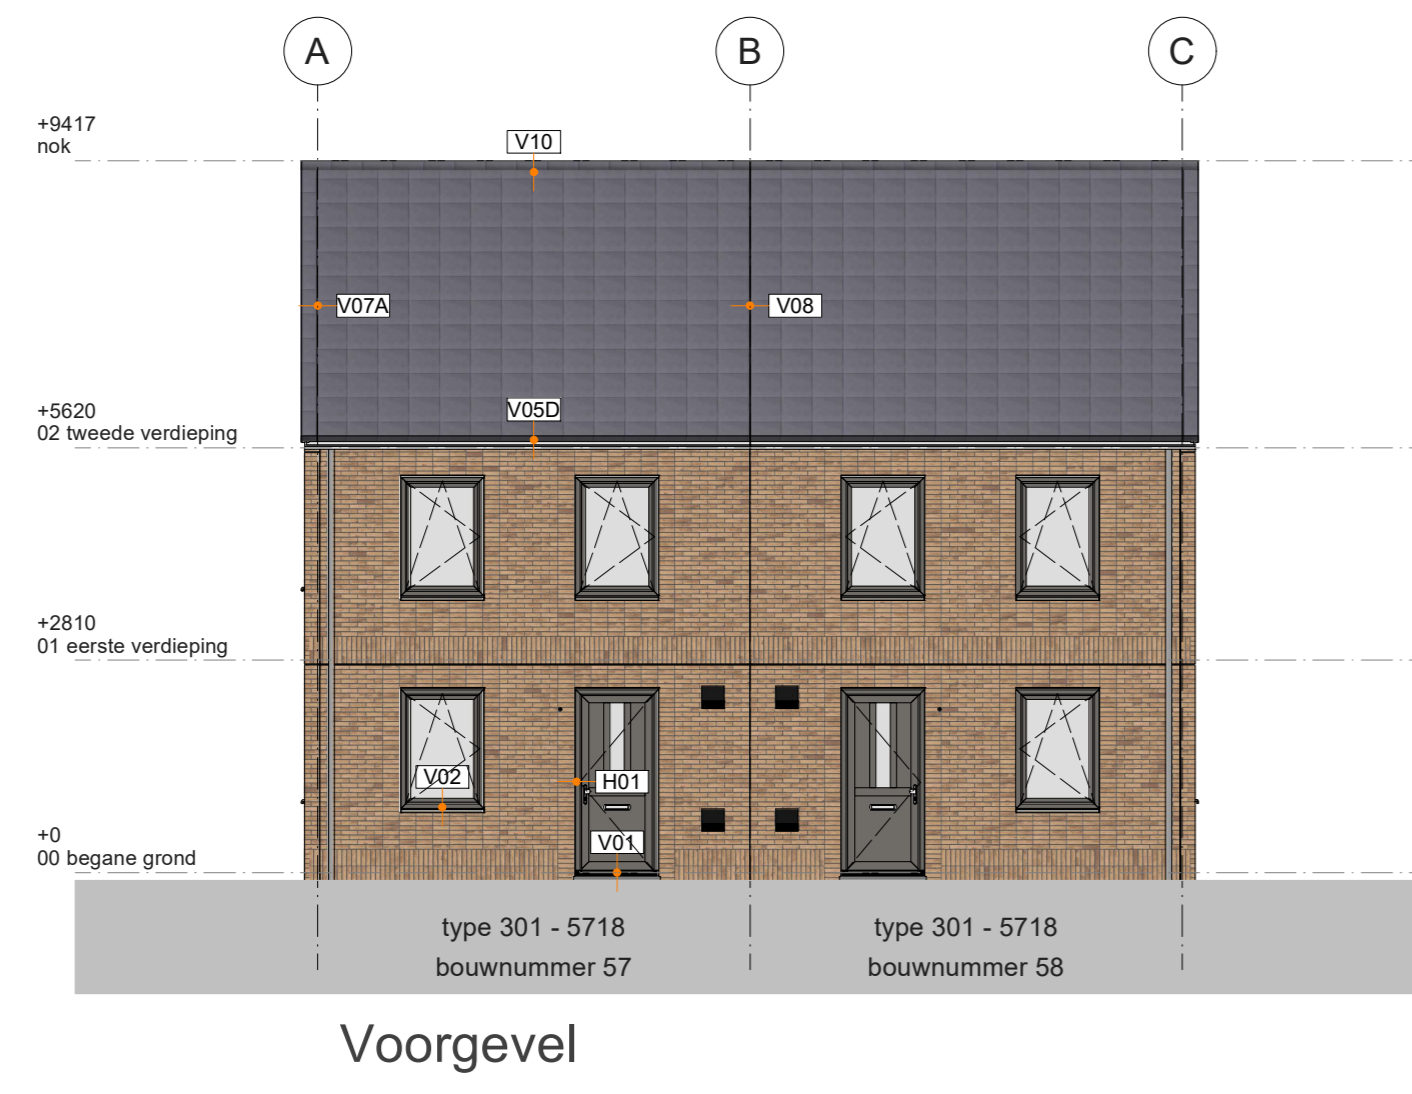 A
B
C
+9417
nok
V10
V07A
V08
+5620
02 tweede verdieping
V05D
+2810
01 eerste verdieping
V02
H01
+0
00 begane grond
V01
type 301 - 5718
bouwnummer 57
type 301 - 5718
bouwnummer 58
Voorgevel